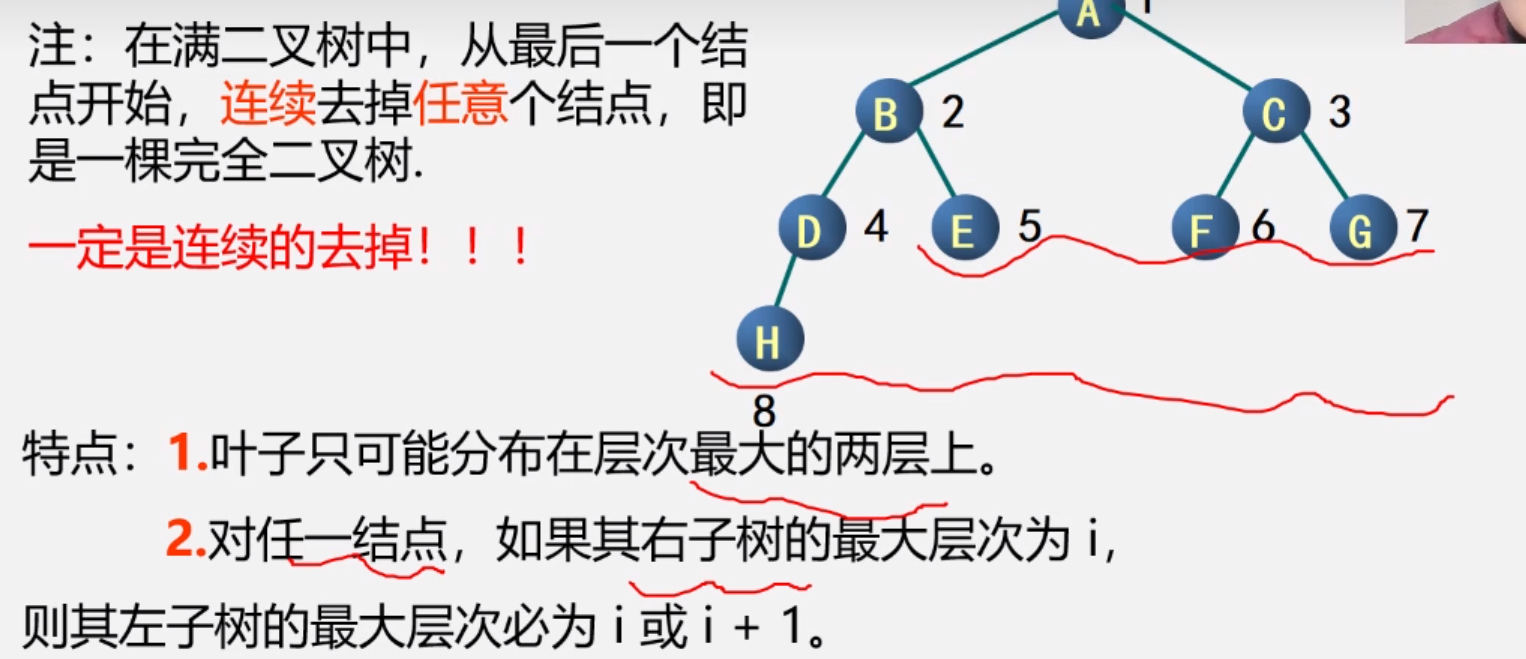 注：在满二叉树中，从最后一个结
点开始，连续去掉任意个结点，即
是一棵完全二叉树.
一定是连续的去掉！！！
A 1
B 2
C 3
D 4
E 5
F 6
G 7
H
8
特点：1.叶子只可能分布在层次最大的两层上。
2.对任一结点，如果其右子树的最大层次为 i，
则其左子树的最大层次必为 i 或 i + 1。